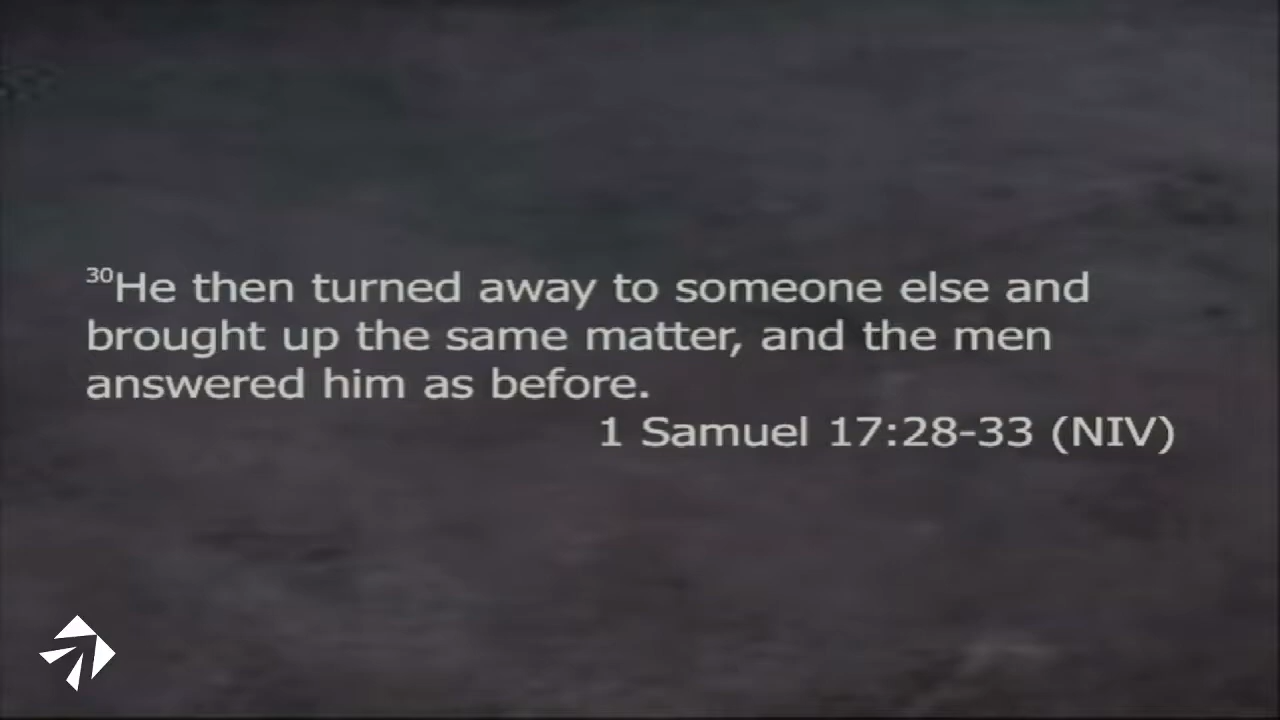 30He then turned away to someone else and
brought up the same matter, and the men
answered him as before.
1 Samuel 17:28-33 (NIV)